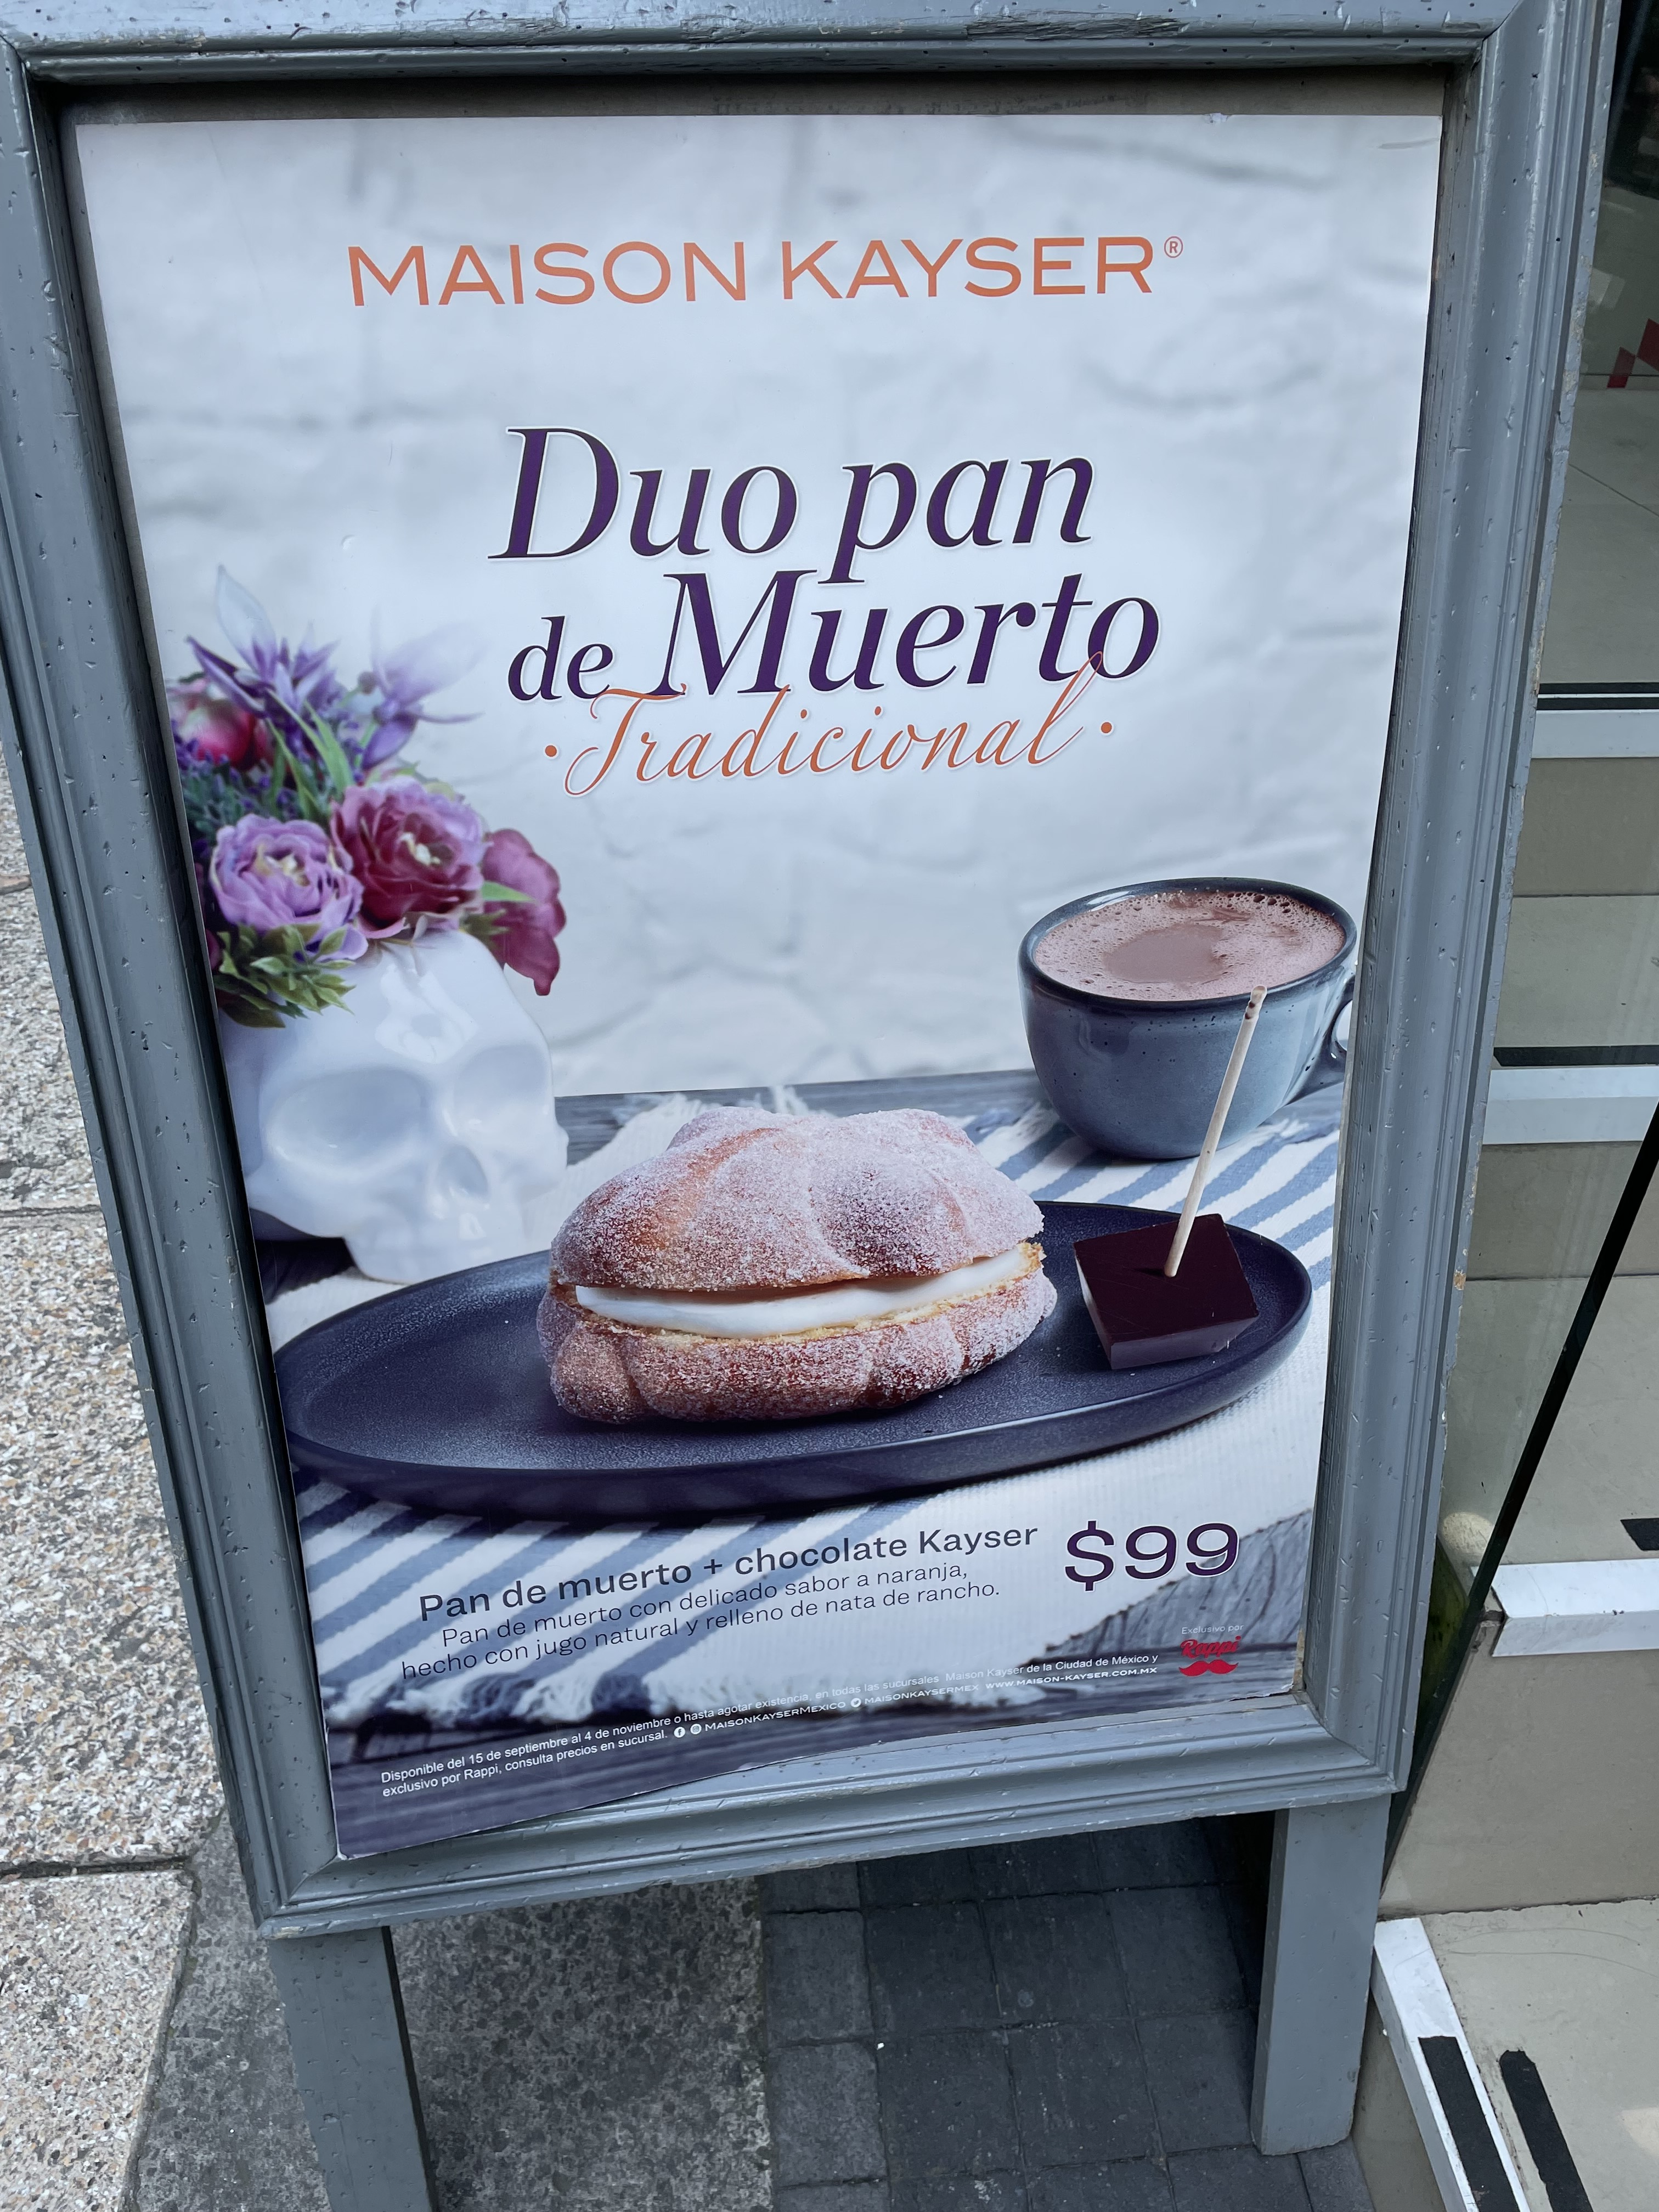 MAISON KAYSER®
Duo pan
de Muerto
•Tradicional•
Pan de muerto + chocolate Kayser
$99
Pan de muerto con delicado sabor a naranja,
hecho con jugo natural y relleno de nata de rancho.
Exclusivo por
Rappi
Disponible del 15 de septiembre al 4 de noviembre o hasta agotar existencia, en todas las sucursales Maison Kayser de la Ciudad de México y
exclusivo por Rappi, consulta precios en sucursal. MAISONKAYSERMEXICO MAISONKAYSERMEX WWW.MAISON-KAYSER.COM.MX